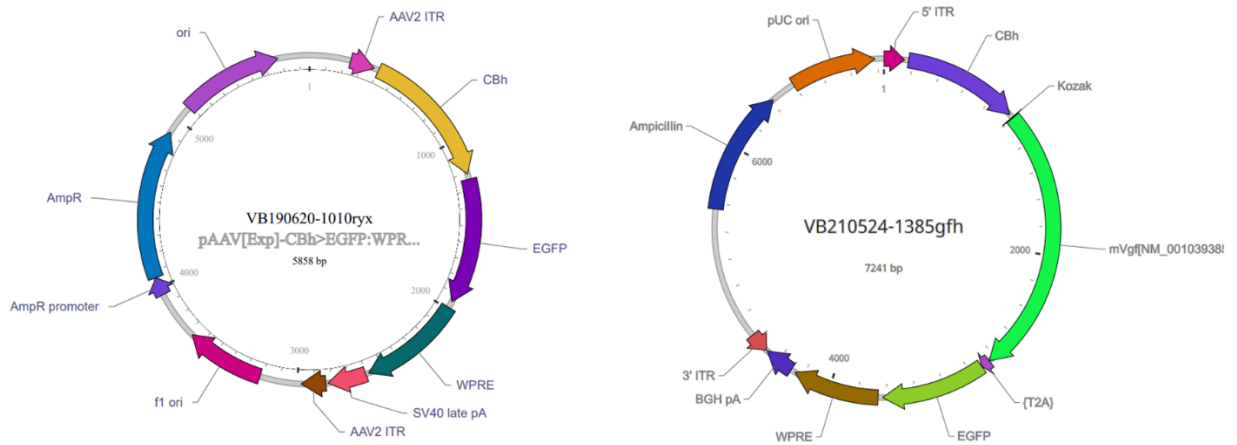 AAV2 ITR
ori
CBh
1
5000
1000
AmpR
VB190620-1010ryx
pAAV[Exp]-CBh>EGFP:WPR...
5858 bp
EGFP
4000
2000
AmpR promoter
3000
WPRE
f1 ori
SV40 late pA
AAV2 ITR
5' ITR
pUC ori
CBh
1
Kozak
Ampicillin
6000
VB210524-1385gfh
7241 bp
2000
mVgf[NM_001039385
4000
3' ITR
BGH pA
{T2A}
WPRE
EGFP